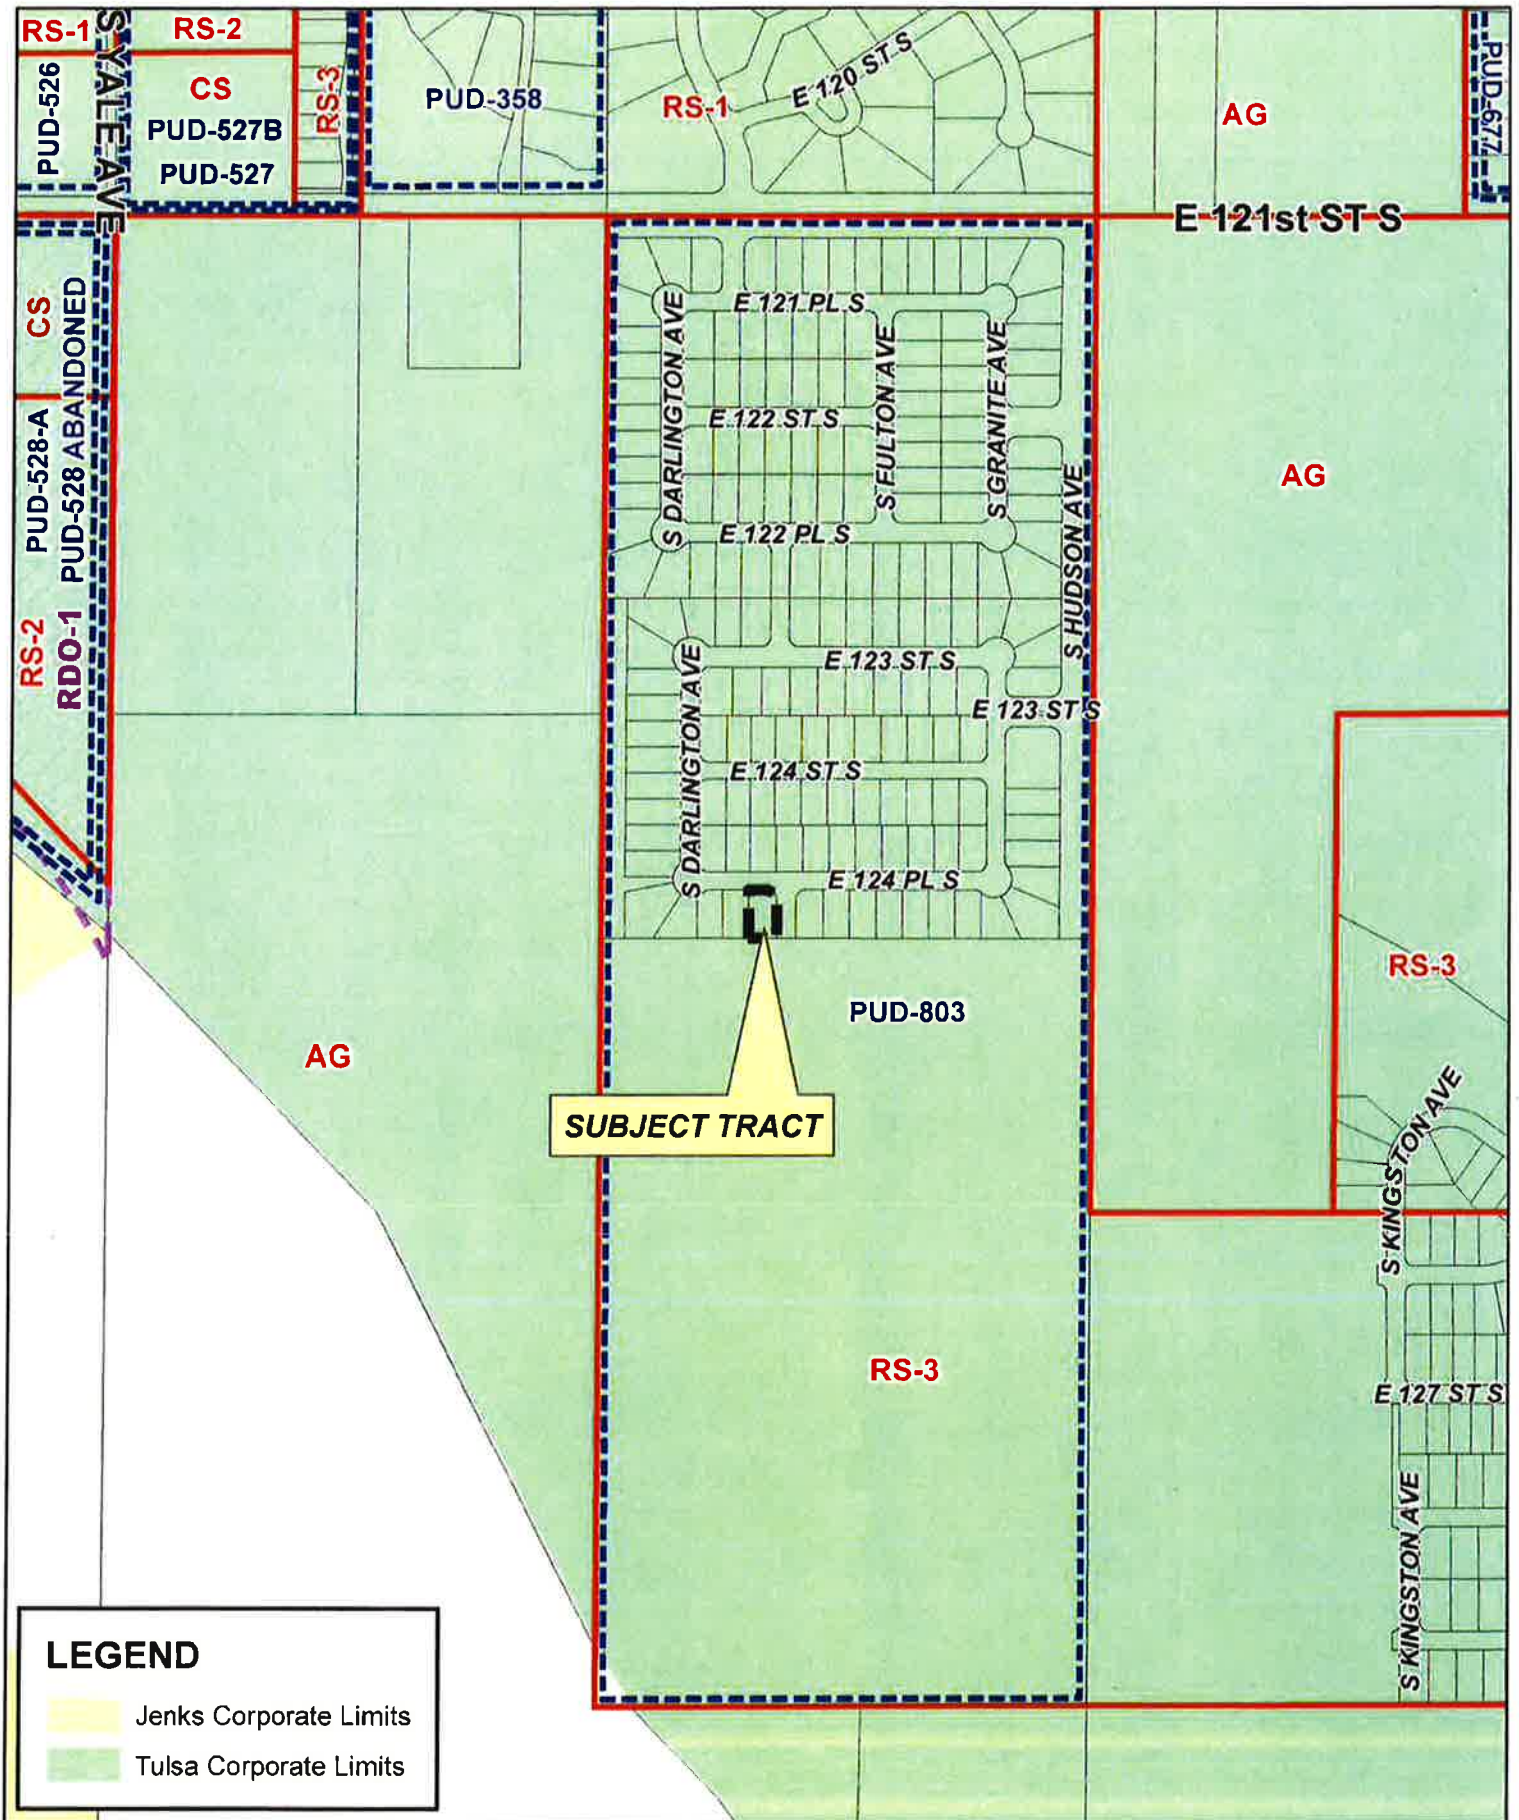 RS-1
S YALE AVE
RS-2
PUD-526
CS
PUD-527B
PUD-527
RS-3
PUD-358
RS-1
E 120 ST S
AG
PUD-677
E 121st ST S
CS
PUD-528-A
PUD-528 ABANDONED
RS-2
RDO-1
E 121 PL S
S DARLINGTON AVE
S FULTON AVE
S GRANITE AVE
E 122 ST S
AG
E 122 PL S
S HUDSON AVE
E 123 ST S
S DARLINGTON AVE
E 123 ST S
E 124 ST S
E 124 PL S
RS-3
PUD-803
AG
SUBJECT TRACT
S KINGSTON AVE
RS-3
E 127 ST S
S KINGSTON AVE
LEGEND
Jenks Corporate Limits
Tulsa Corporate Limits